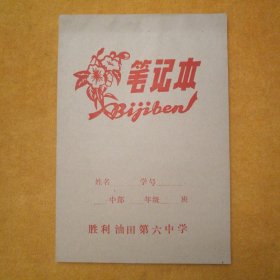 笔记本
Bijiben
姓名 学号
中部 年级 班
胜利油田第六中学